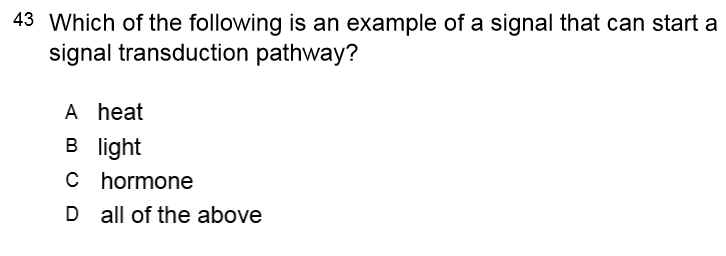 43 Which of the following is an example of a signal that can start a
signal transduction pathway?
A heat
B light
C hormone
D all of the above